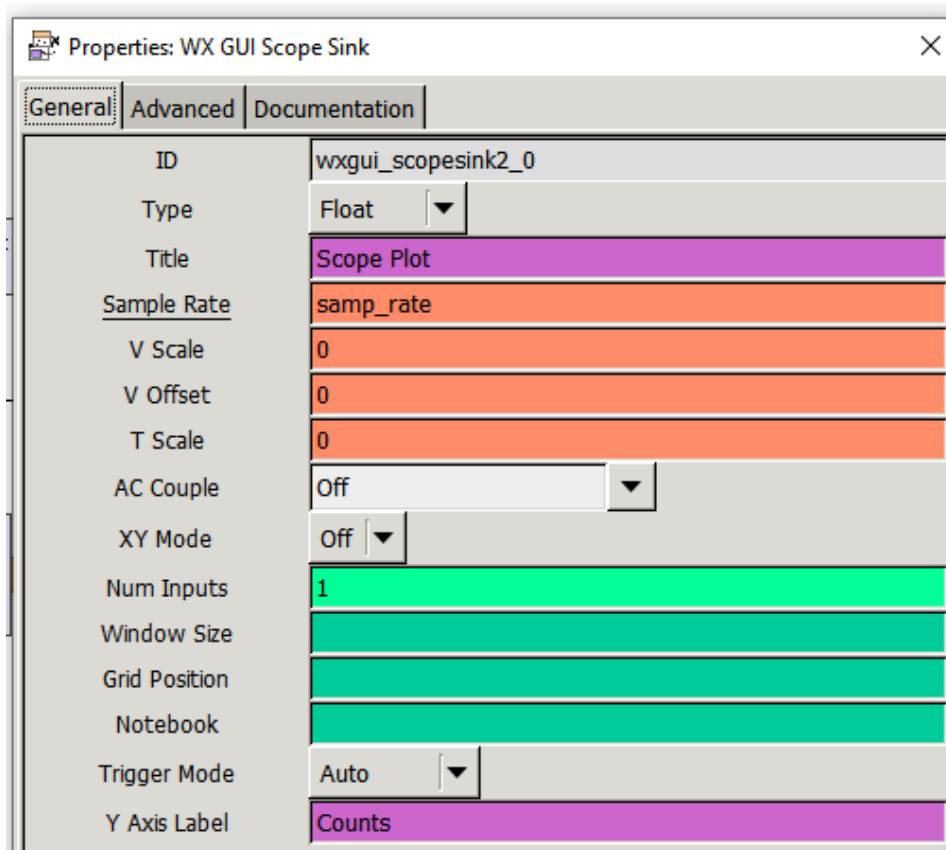 Properties: WX GUI Scope Sink
General Advanced Documentation
ID wxgui_scopesink2_0
Type Float
Title Scope Plot
Sample Rate samp_rate
V Scale 0
V Offset 0
T Scale 0
AC Couple Off
XY Mode Off
Num Inputs 1
Window Size
Grid Position
Notebook
Trigger Mode Auto
Y Axis Label Counts